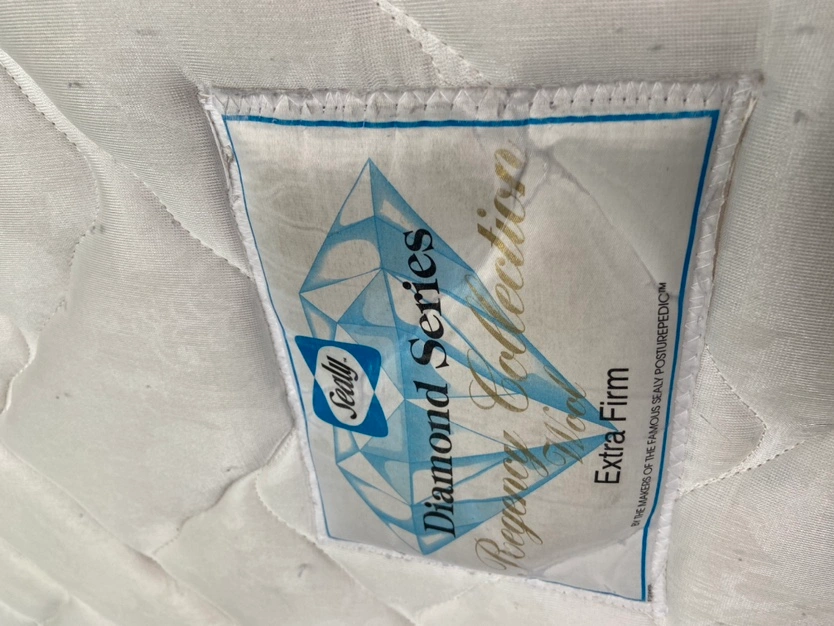 Sealy
Diamond Series
Regency Collection
Wool
Extra Firm
BY THE MAKERS OF THE FAMOUS SEALY POSTUREPEDIC™